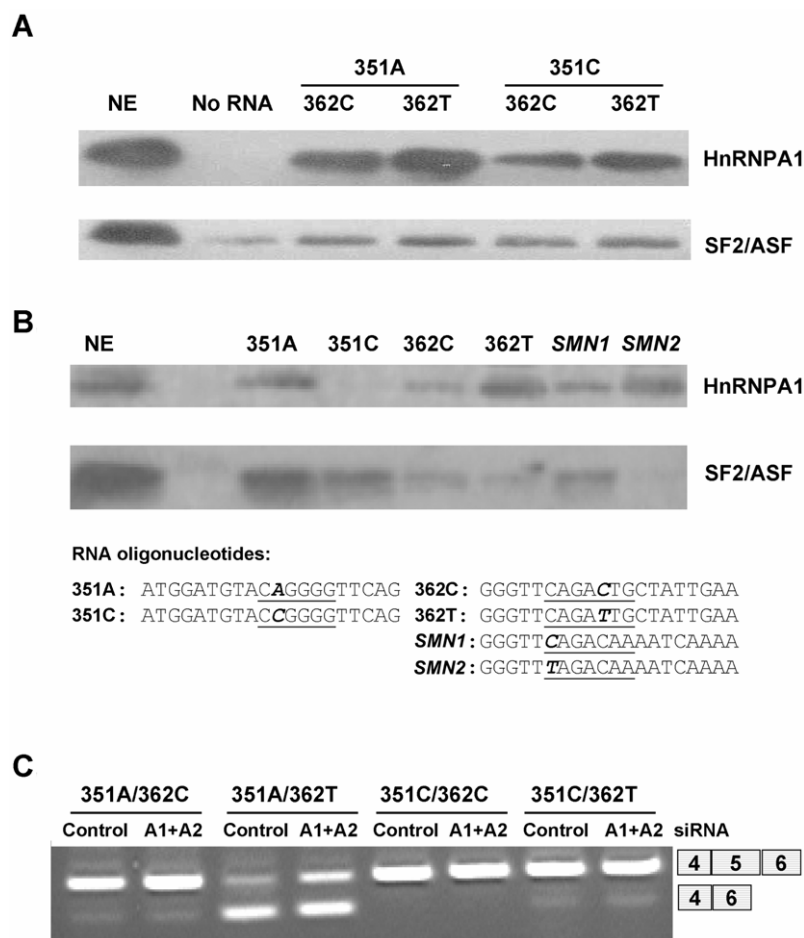 A
351A 351C
NE No RNA 362C 362T 362C 362T
HnRNPA1
SF2/ASF
B
NE 351A 351C 362C 362T SMN1 SMN2
HnRNPA1
SF2/ASF
RNA oligonucleotides:
351A : ATGGATGTACAGGGGTTCAG
351C : ATGGATGTACCGGGGTTCAG
362C : GGGTTCAGACTGCTATTGAA
362T : GGGTTCAGATTGCTATTGAA
SMN1 : GGGTTCAGACAAAATCAAAA
SMN2 : GGGTTTAGACAAAATCAAAA
C
351A/362C 351A/362T 351C/362C 351C/362T
Control A1+A2 Control A1+A2 Control A1+A2 Control A1+A2 siRNA
4 5 6
4 6